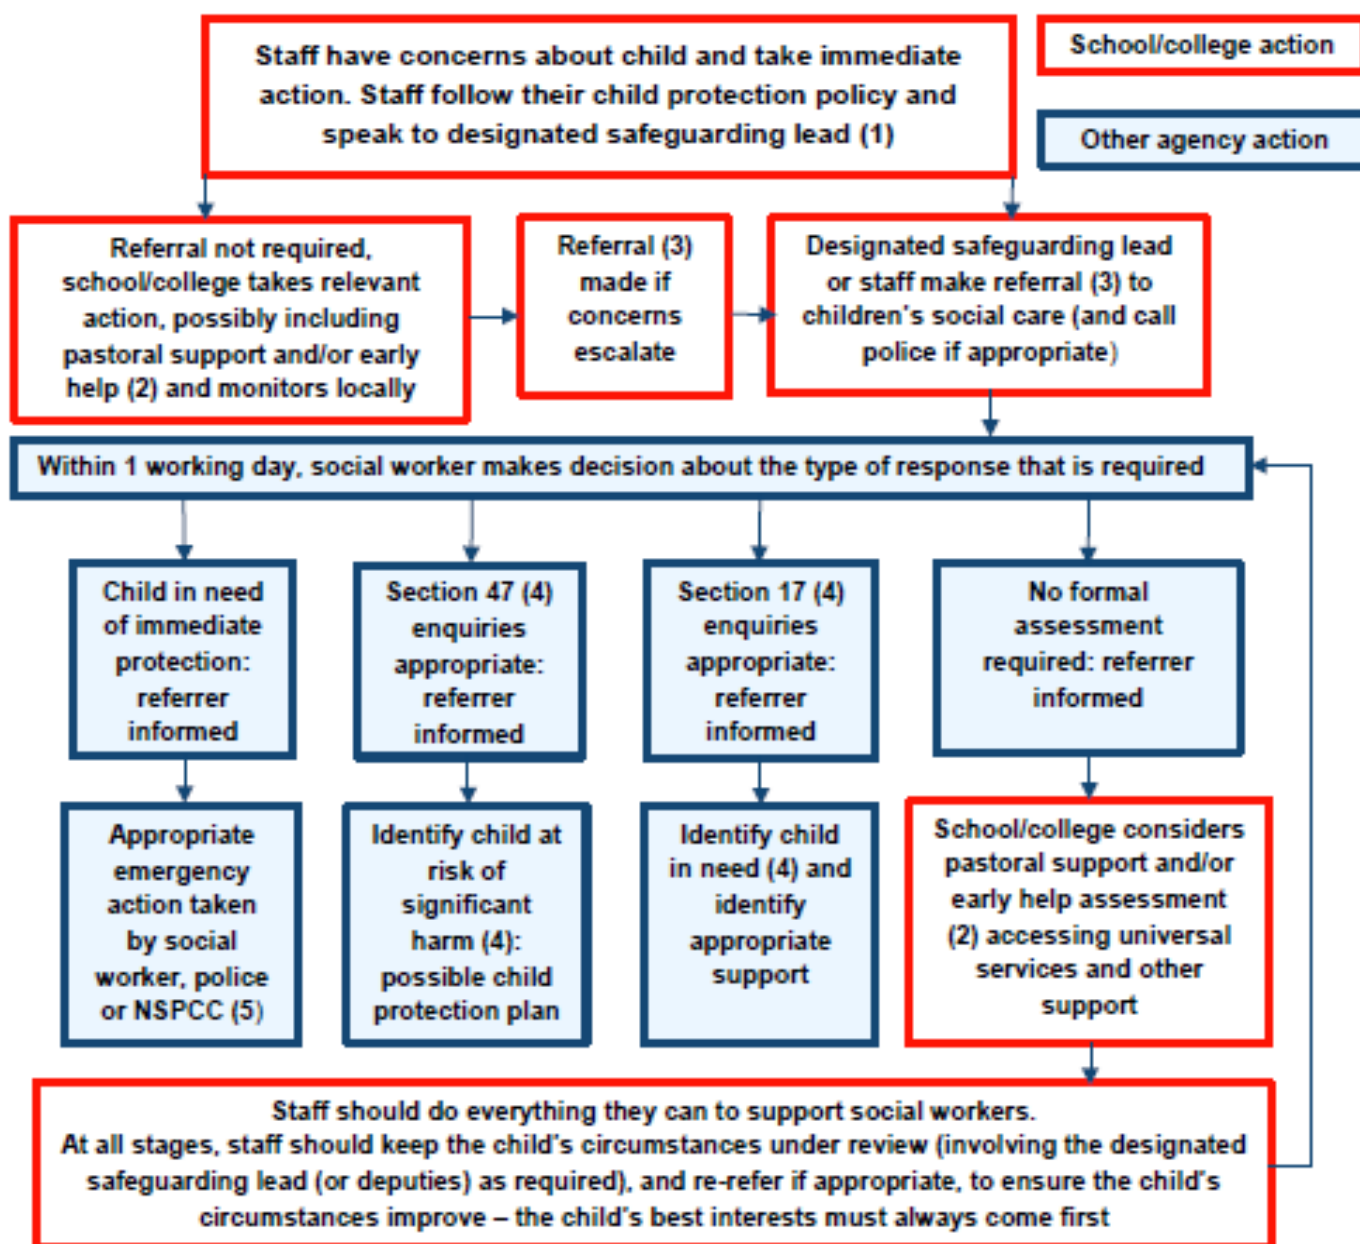 Staff have concerns about child and take immediate
action. Staff follow their child protection policy and
speak to designated safeguarding lead (1)
School/college action
Other agency action
Referral not required,
school/college takes relevant
action, possibly including
pastoral support and/or early
help (2) and monitors locally
Referral (3)
made if
concerns
escalate
Designated safeguarding lead
or staff make referral (3) to
children's social care (and call
police if appropriate)
Within 1 working day, social worker makes decision about the type of response that is required
Child in need
of immediate
protection:
referrer
informed
Section 47 (4)
enquiries
appropriate:
referrer
informed
Section 17 (4)
enquiries
appropriate:
referrer
informed
No formal
assessment
required: referrer
informed
Appropriate
emergency
action taken
by social
worker, police
or NSPCC (5)
Identify child at
risk of
significant
harm (4):
possible child
protection plan
Identify child
in need (4) and
identify
appropriate
support
School/college considers
pastoral support and/or
early help assessment
(2) accessing universal
services and other
support
Staff should do everything they can to support social workers.
At all stages, staff should keep the child's circumstances under review (involving the designated
safeguarding lead (or deputies) as required), and re-refer if appropriate, to ensure the child's
circumstances improve – the child's best interests must always come first